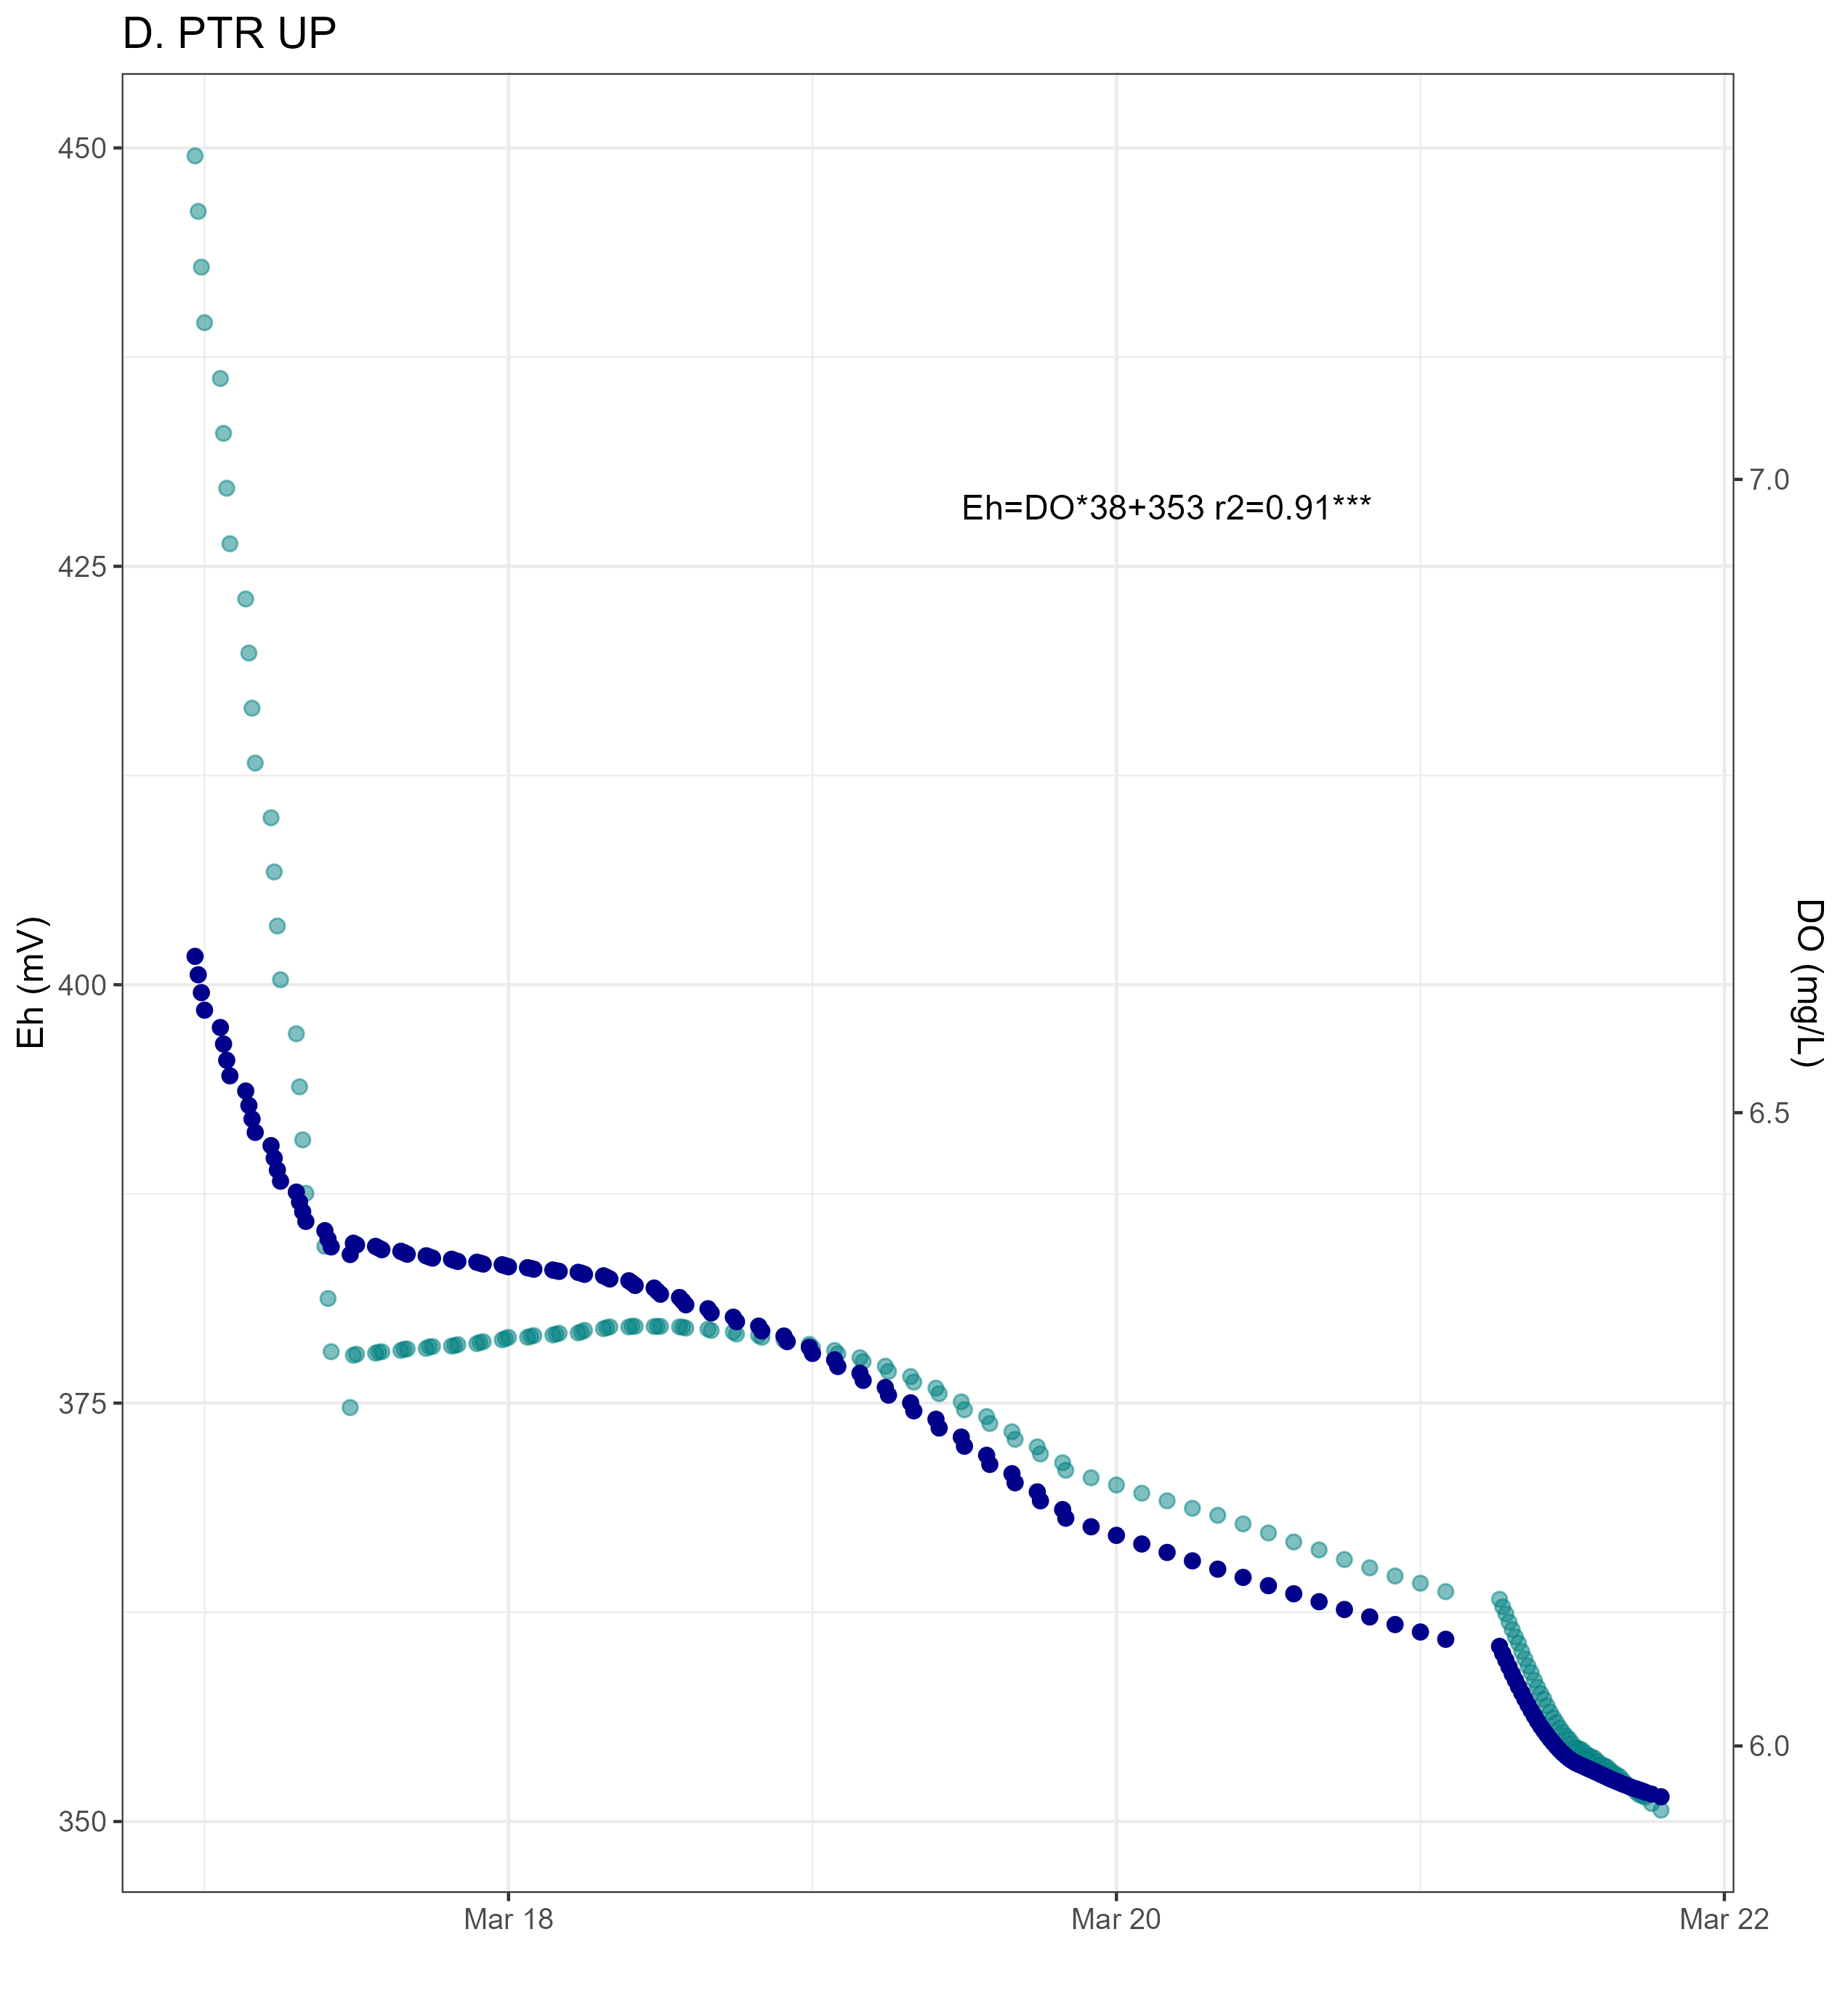 D. PTR UP
450
425
400
375
350
Eh (mV)
Eh=DO*38+353 r2=0.91***
7.0
6.5
6.0
DO (mg/L)
Mar 18
Mar 20
Mar 22